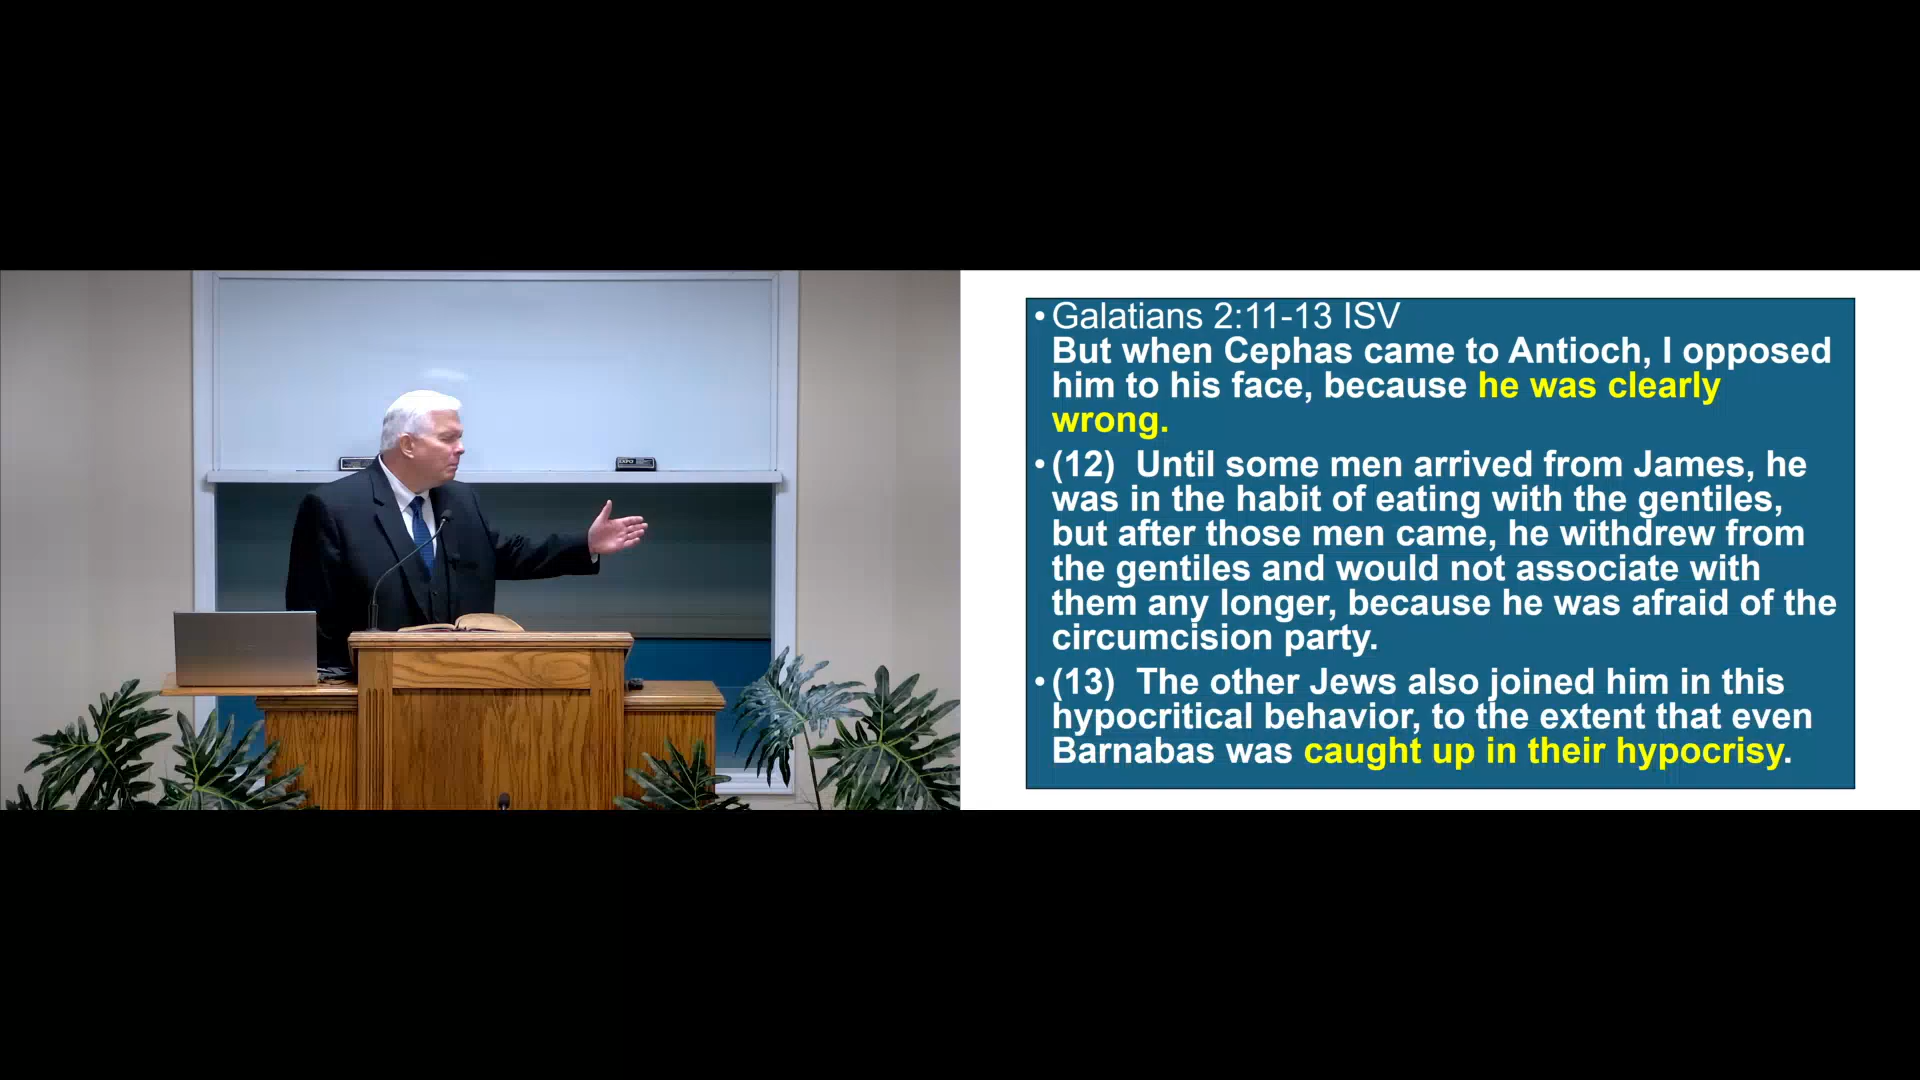 • Galatians 2:11-13 ISV
But when Cephas came to Antioch, I opposed
him to his face, because he was clearly
wrong.
• (12) Until some men arrived from James, he
was in the habit of eating with the gentiles,
but after those men came, he withdrew from
the gentiles and would not associate with
them any longer, because he was afraid of the
circumcision party.
• (13) The other Jews also joined him in this
hypocritical behavior, to the extent that even
Barnabas was caught up in their hypocrisy.